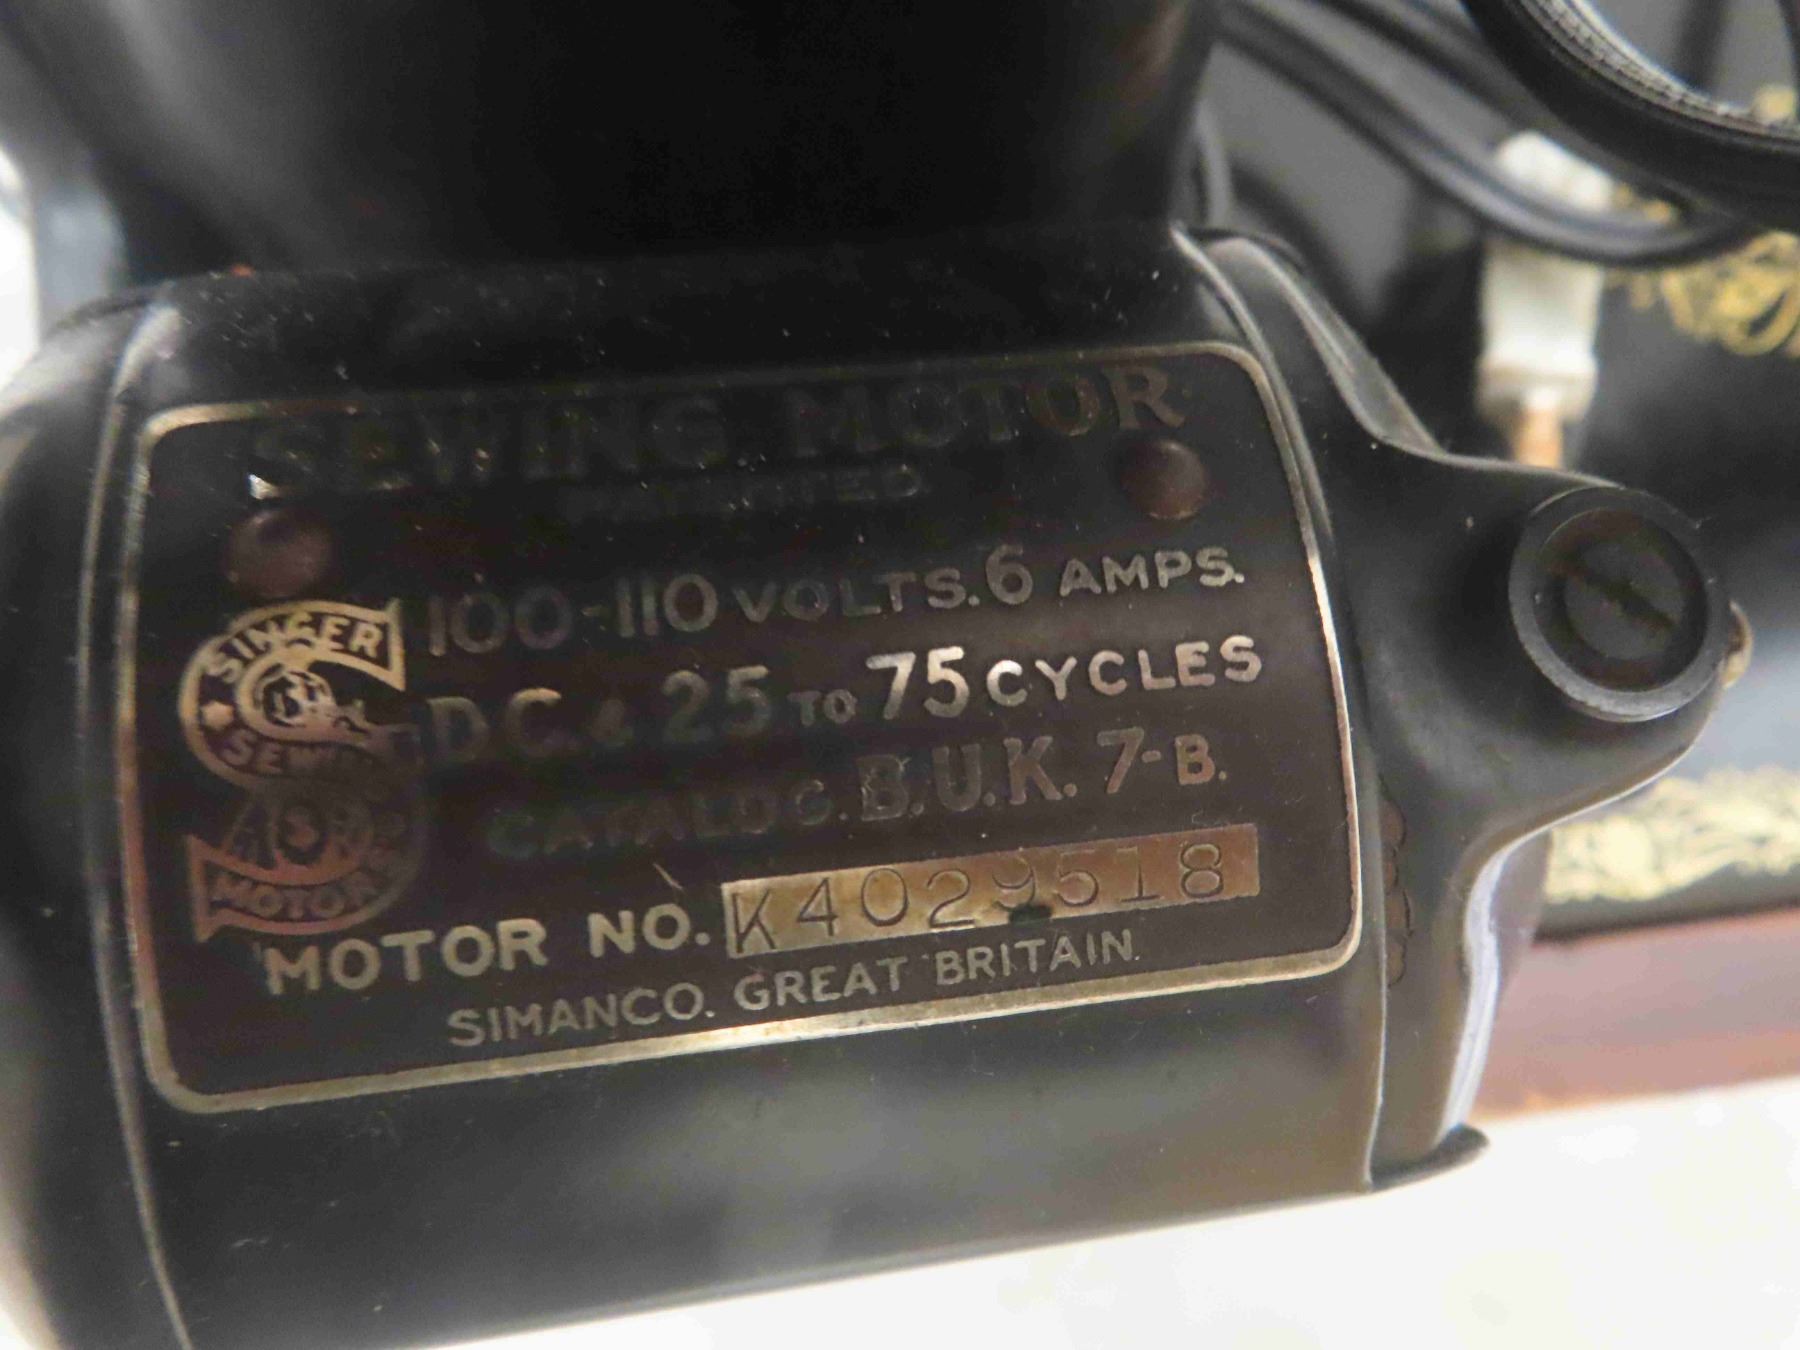 SEWING MOTOR
PATENTED
100-110 VOLTS. 6 AMPS.
D.C. & 25 TO 75 CYCLES
CATALOG. B.U.K. 7-B.
MOTOR NO. K4029518
SIMANCO. GREAT BRITAIN.
SINGER
SEWING
MOTORS